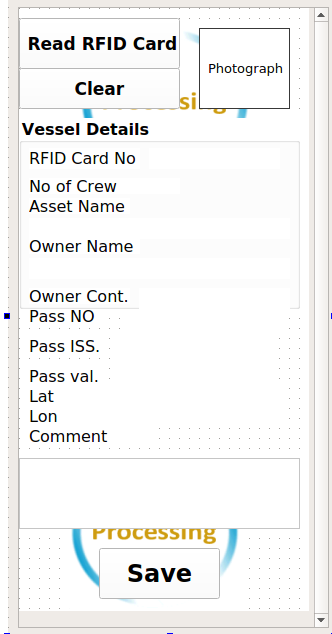 Read RFID Card
Photograph
Clear
Vessel Details
RFID Card No
No of Crew
Asset Name
Owner Name
Owner Cont.
Pass NO
Pass ISS.
Pass val.
Lat
Lon
Comment
Processing
Save